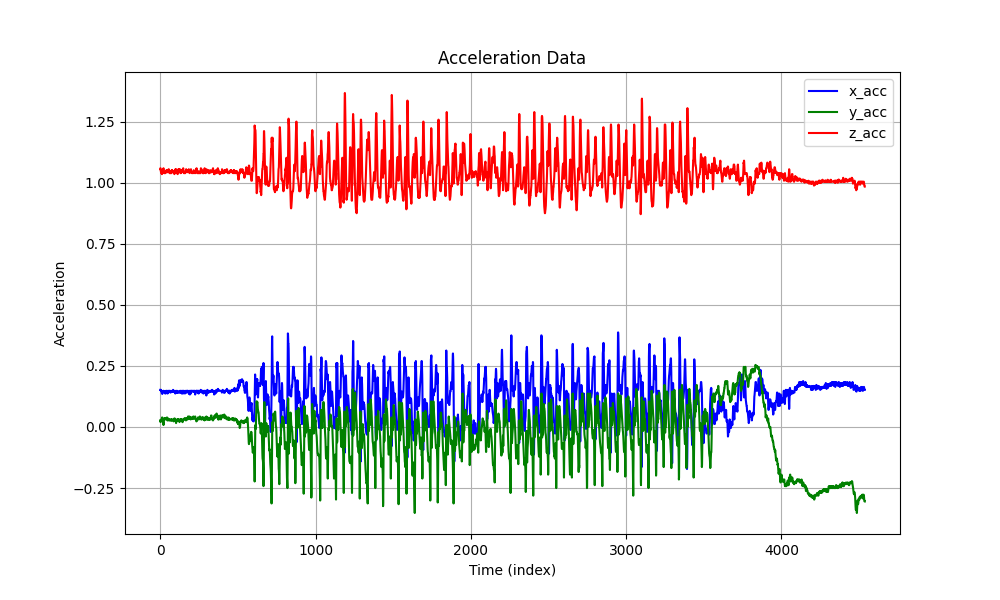 Acceleration Data
x_acc
y_acc
z_acc
1.25
1.00
0.75
0.50
0.25
0.00
−0.25
Acceleration
0 1000 2000 3000 4000
Time (index)